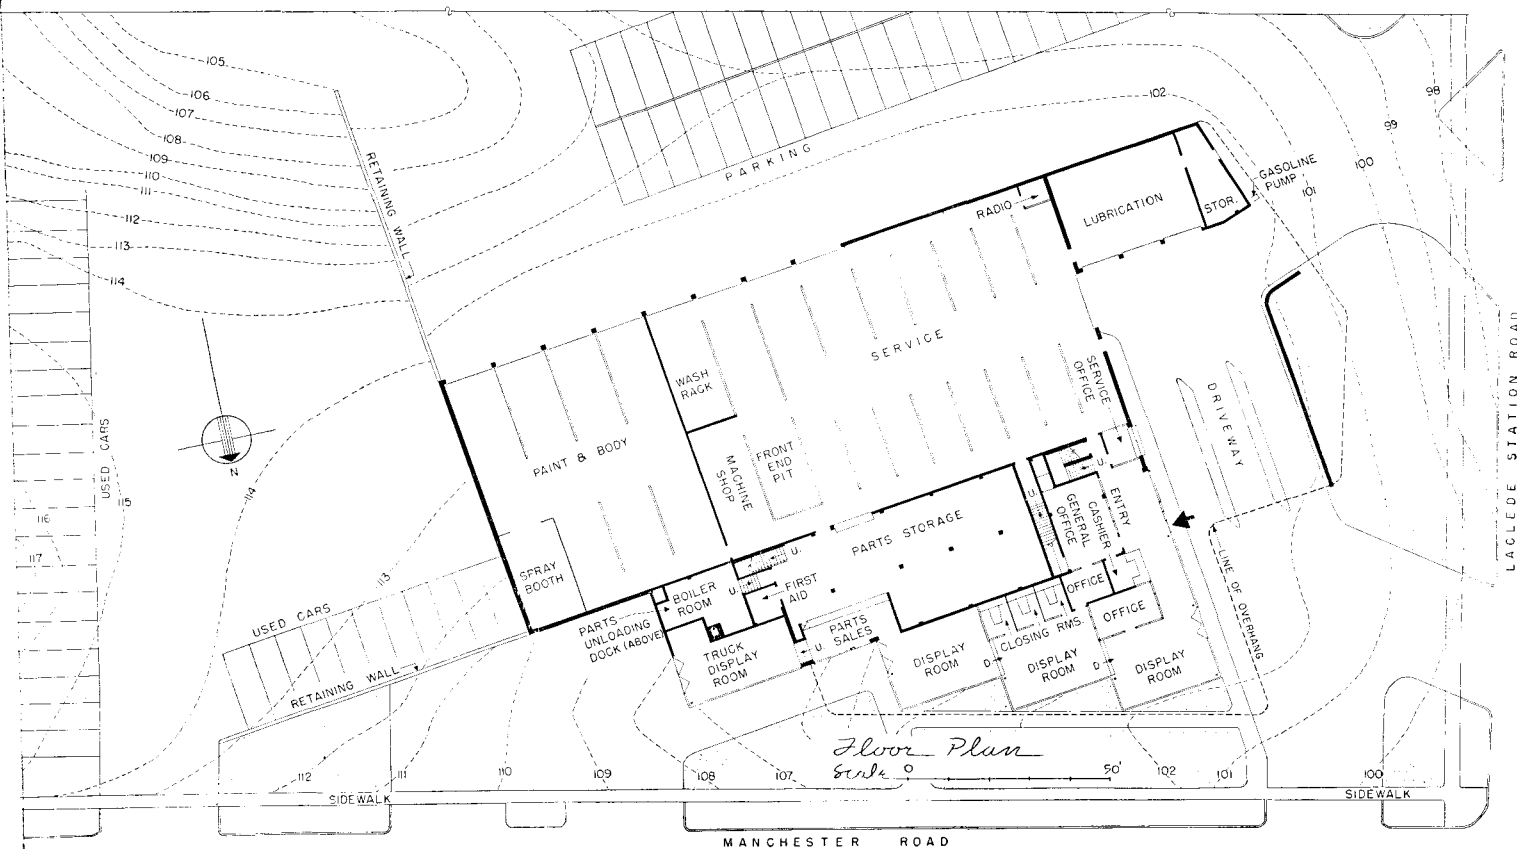 105
106
107
108
109
110
111
112
113
114
RETAINING WALL
PARKING
102
98
99
100
101
GASOLINE
PUMP
RADIO
LUBRICATION
STOR.
SERVICE
WASH
RACK
SERVICE
OFFICE
DRIVEWAY
LACLEDE STATION ROAD
USED CARS
115
116
117
N
114
113
PAINT & BODY
MACHINE
SHOP
FRONT
END
PIT
PARTS STORAGE
U.
U.
GENERAL
OFFICE
CASHIER
ENTRY
LINE OF OVERHANG
SPRAY
BOOTH
BOILER
ROOM
U.
U.
FIRST
AID
OFFICE
OFFICE
USED CARS
RETAINING WALL
PARTS
UNLOADING
DOCK (ABOVE)
TRUCK
DISPLAY
ROOM
U.
PARTS
SALES
DISPLAY
ROOM
CLOSING RMS.
D
DISPLAY
ROOM
D
DISPLAY
ROOM
Floor Plan
Scale 0 50'
112
111
110
109
108
107
102
101
100
SIDEWALK
SIDEWALK
MANCHESTER ROAD